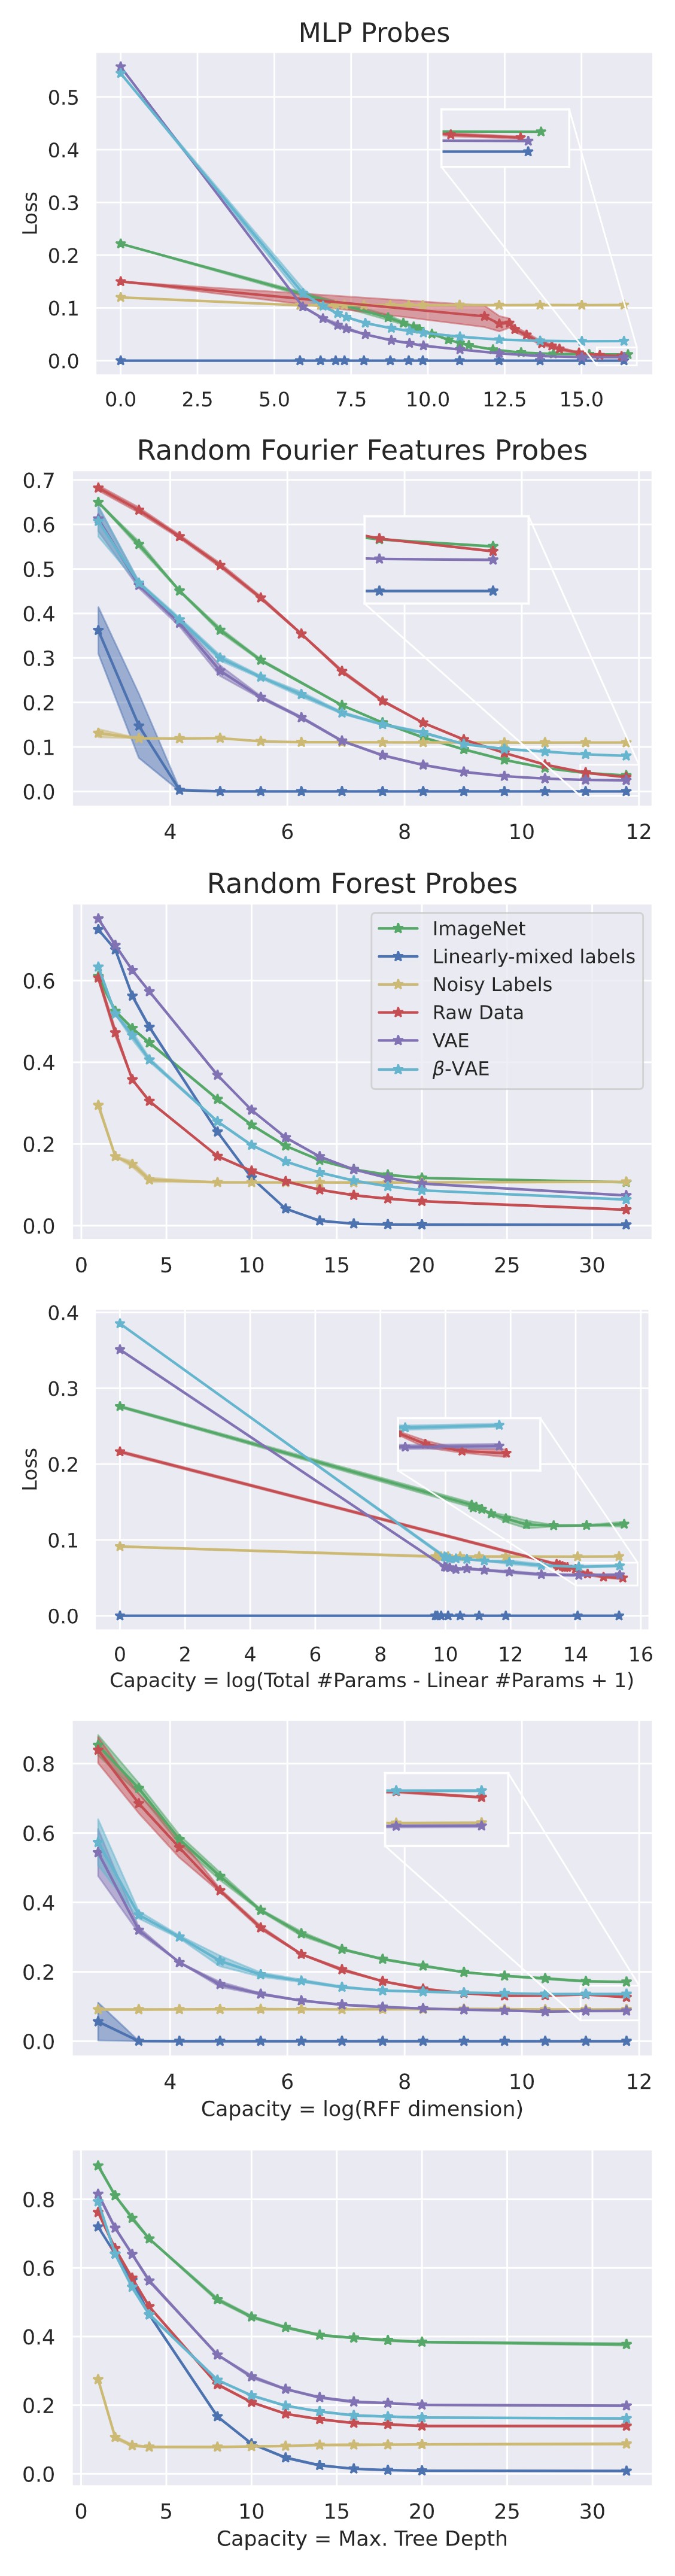 MLP Probes
0.5
0.4
0.3
0.2
0.1
0.0
Loss
0.0 2.5 5.0 7.5 10.0 12.5 15.0
Random Fourier Features Probes
0.7
0.6
0.5
0.4
0.3
0.2
0.1
0.0
4 6 8 10 12
Random Forest Probes
0.6
0.4
0.2
0.0
ImageNet
Linearly-mixed labels
Noisy Labels
Raw Data
VAE
β-VAE
0 5 10 15 20 25 30
0.4
0.3
0.2
0.1
0.0
Loss
0 2 4 6 8 10 12 14 16
Capacity = log(Total #Params - Linear #Params + 1)
0.8
0.6
0.4
0.2
0.0
4 6 8 10 12
Capacity = log(RFF dimension)
0.8
0.6
0.4
0.2
0.0
0 5 10 15 20 25 30
Capacity = Max. Tree Depth